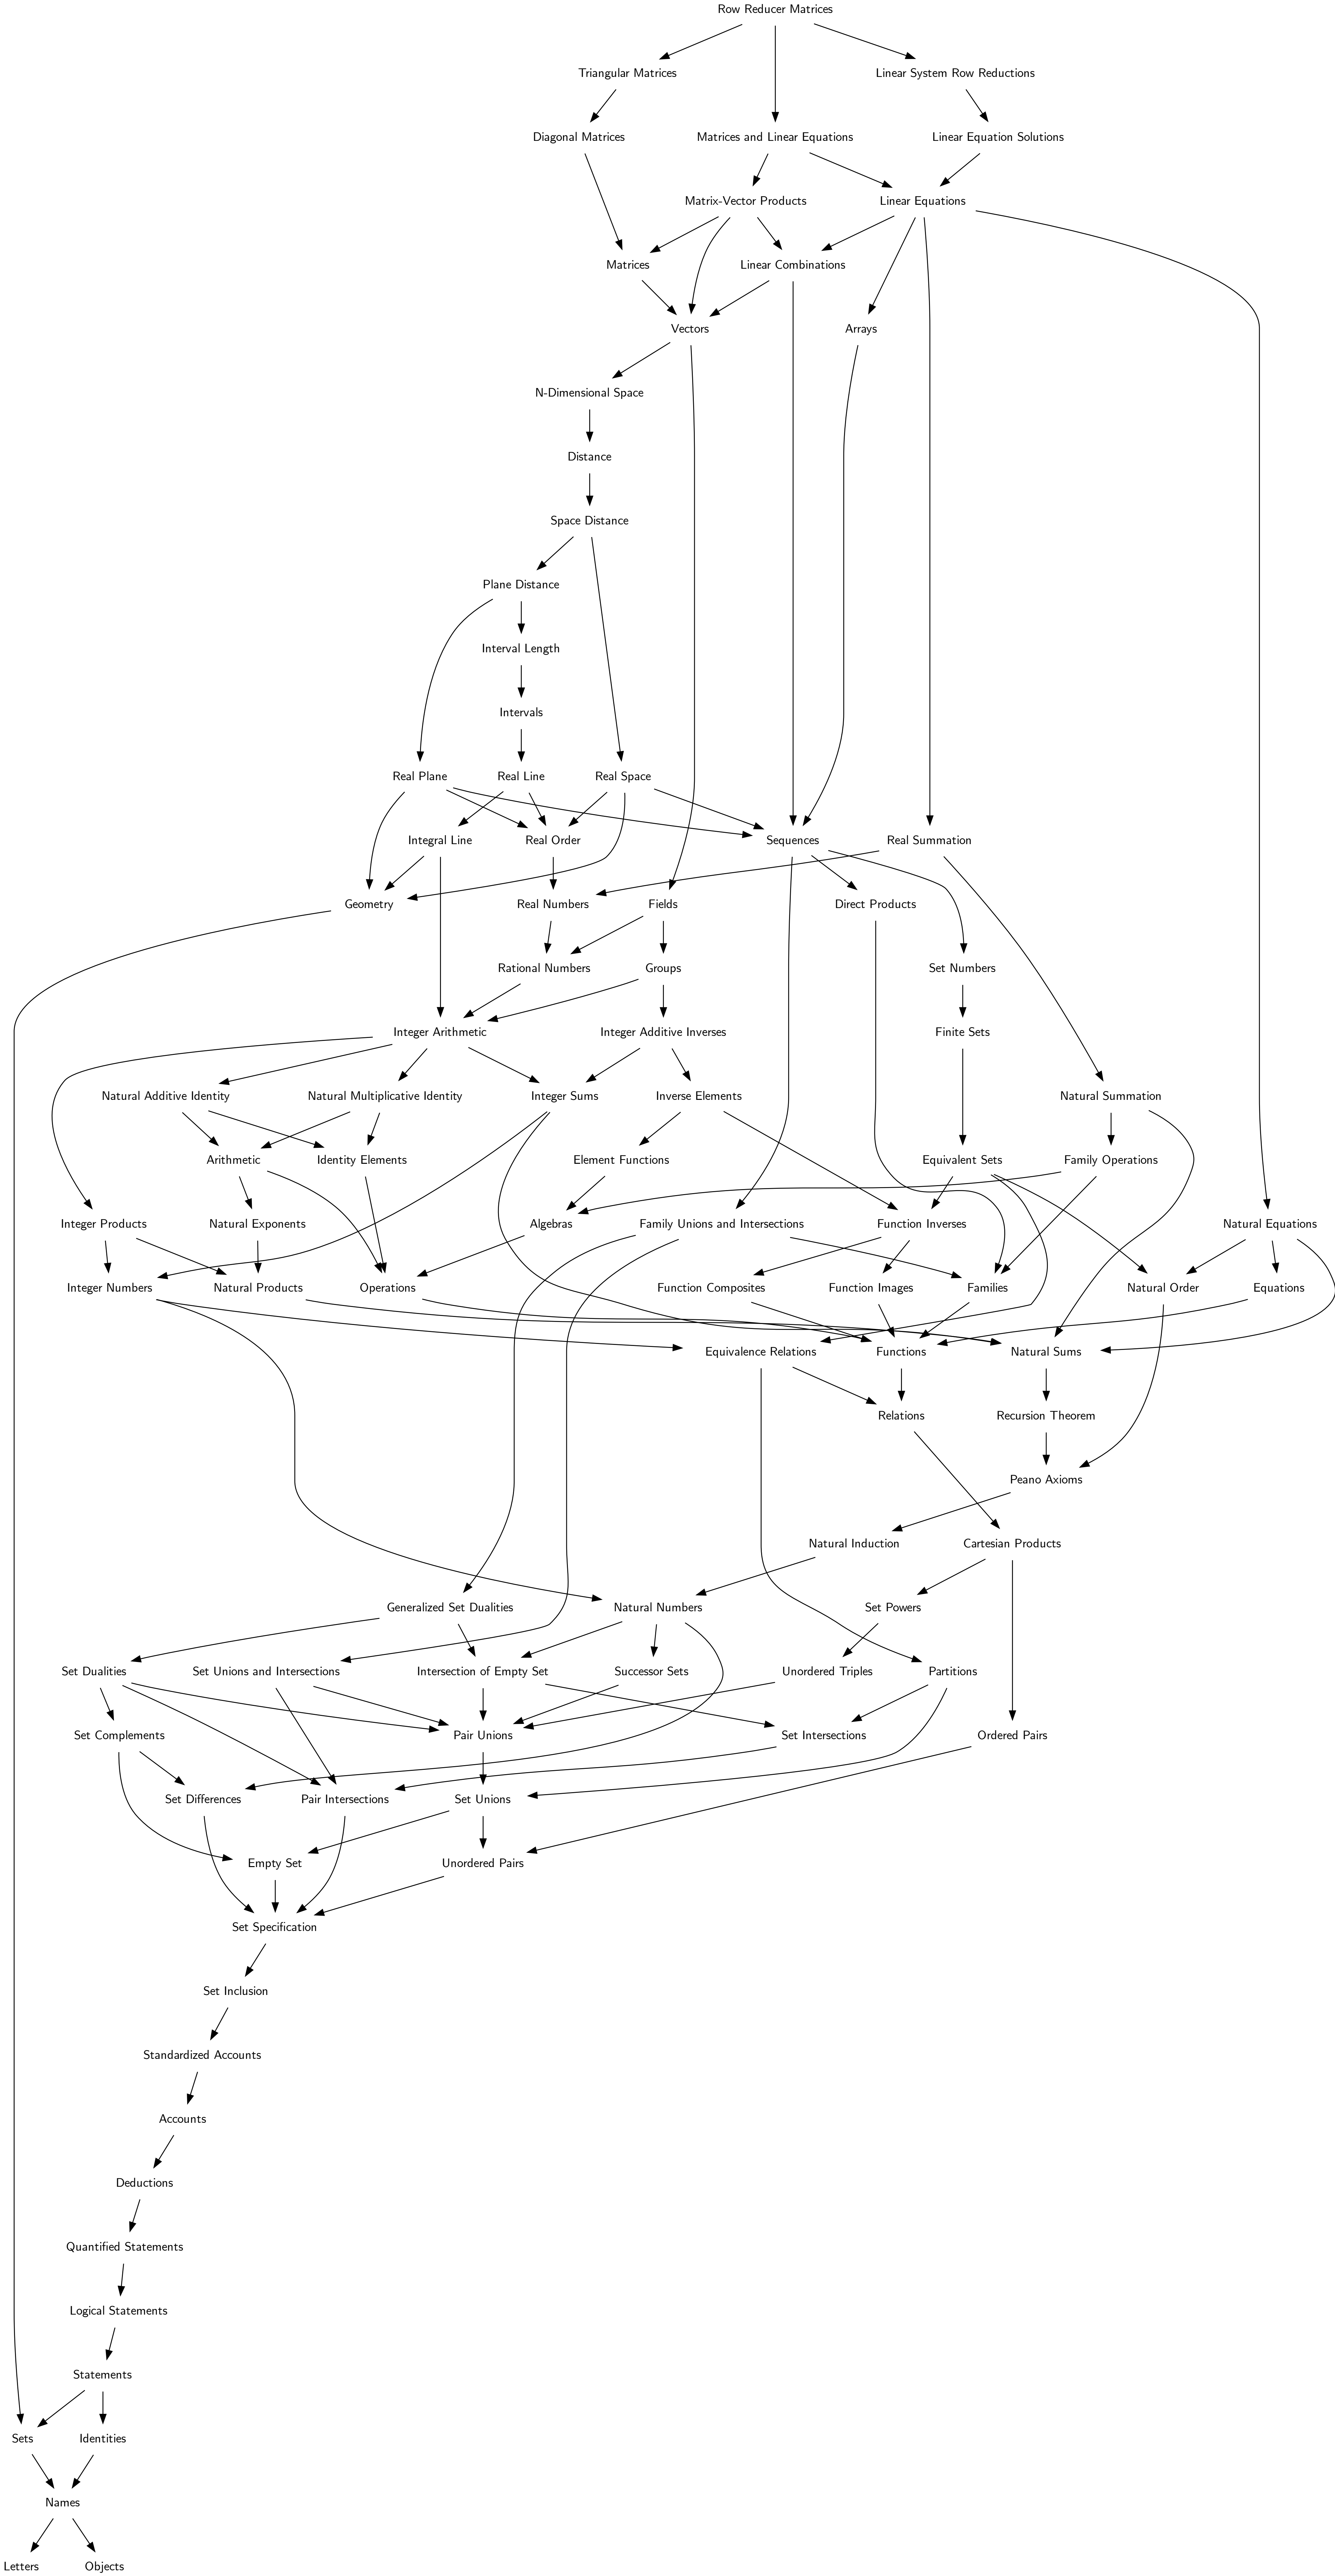 Row Reducer Matrices
Triangular Matrices
Linear System Row Reductions
Diagonal Matrices
Matrices and Linear Equations
Linear Equation Solutions
Matrix-Vector Products
Linear Equations
Matrices
Linear Combinations
Vectors
Arrays
N-Dimensional Space
Distance
Space Distance
Plane Distance
Interval Length
Intervals
Real Plane
Real Line
Real Space
Integral Line
Real Order
Sequences
Real Summation
Geometry
Real Numbers
Fields
Direct Products
Rational Numbers
Groups
Set Numbers
Integer Arithmetic
Integer Additive Inverses
Finite Sets
Natural Additive Identity
Natural Multiplicative Identity
Integer Sums
Inverse Elements
Natural Summation
Arithmetic
Identity Elements
Element Functions
Equivalent Sets
Family Operations
Integer Products
Natural Exponents
Algebras
Family Unions and Intersections
Function Inverses
Natural Equations
Integer Numbers
Natural Products
Operations
Function Composites
Function Images
Families
Natural Order
Equations
Equivalence Relations
Functions
Natural Sums
Relations
Recursion Theorem
Peano Axioms
Natural Induction
Cartesian Products
Generalized Set Dualities
Natural Numbers
Set Powers
Set Dualities
Set Unions and Intersections
Intersection of Empty Set
Successor Sets
Unordered Triples
Partitions
Set Complements
Pair Unions
Set Intersections
Ordered Pairs
Set Differences
Pair Intersections
Set Unions
Empty Set
Unordered Pairs
Set Specification
Set Inclusion
Standardized Accounts
Accounts
Deductions
Quantified Statements
Logical Statements
Statements
Sets
Identities
Names
Letters
Objects